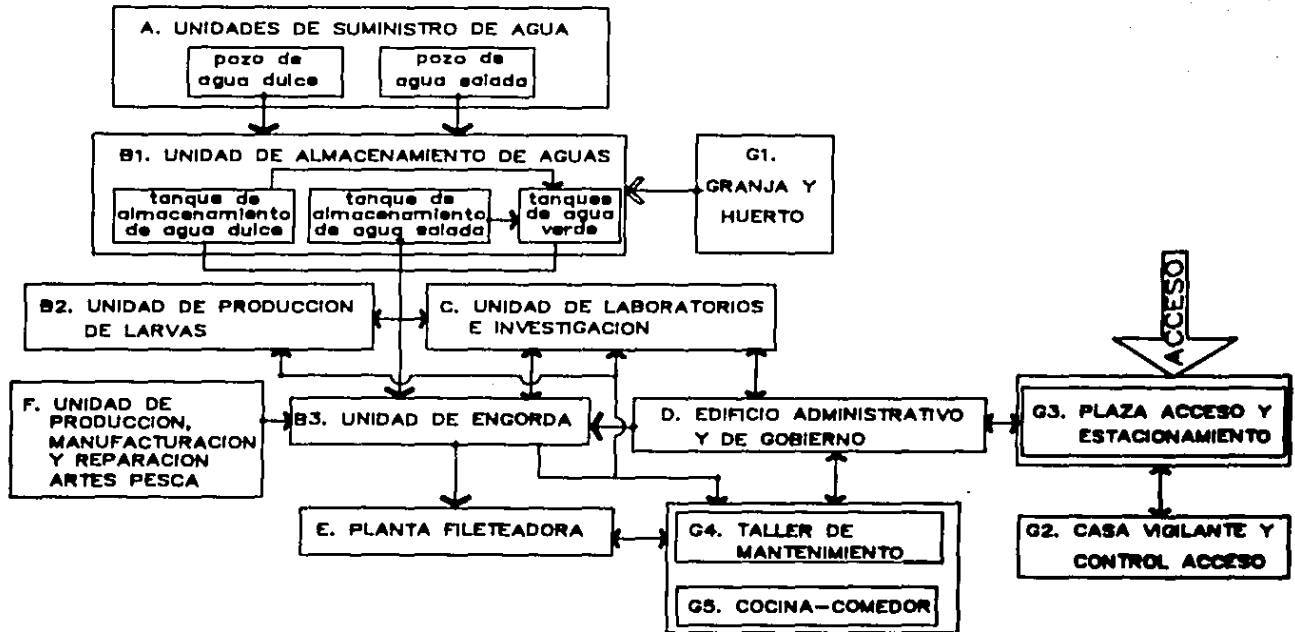 A. UNIDADES DE SUMINISTRO DE AGUA
pozo de
agua dulce
pozo de
agua salada
B1. UNIDAD DE ALMACENAMIENTO DE AGUAS
tanque de
almacenamiento
de agua dulce
tanque de
almacenamiento
de agua salada
tanques
de agua
verde
G1.
GRANJA Y
HUERTO
B2. UNIDAD DE PRODUCCION
DE LARVAS
C. UNIDAD DE LABORATORIOS
E INVESTIGACION
ACCESO
F. UNIDAD DE
PRODUCCION,
MANUFACTURACION
Y REPARACION
ARTES PESCA
B3. UNIDAD DE ENGORDA
D. EDIFICIO ADMINISTRATIVO
Y DE GOBIERNO
G3. PLAZA ACCESO Y
ESTACIONAMIENTO
E. PLANTA FILETEADORA
G4. TALLER DE
MANTENIMIENTO
G5. COCINA-COMEDOR
G2. CASA VIGILANTE Y
CONTROL ACCESO